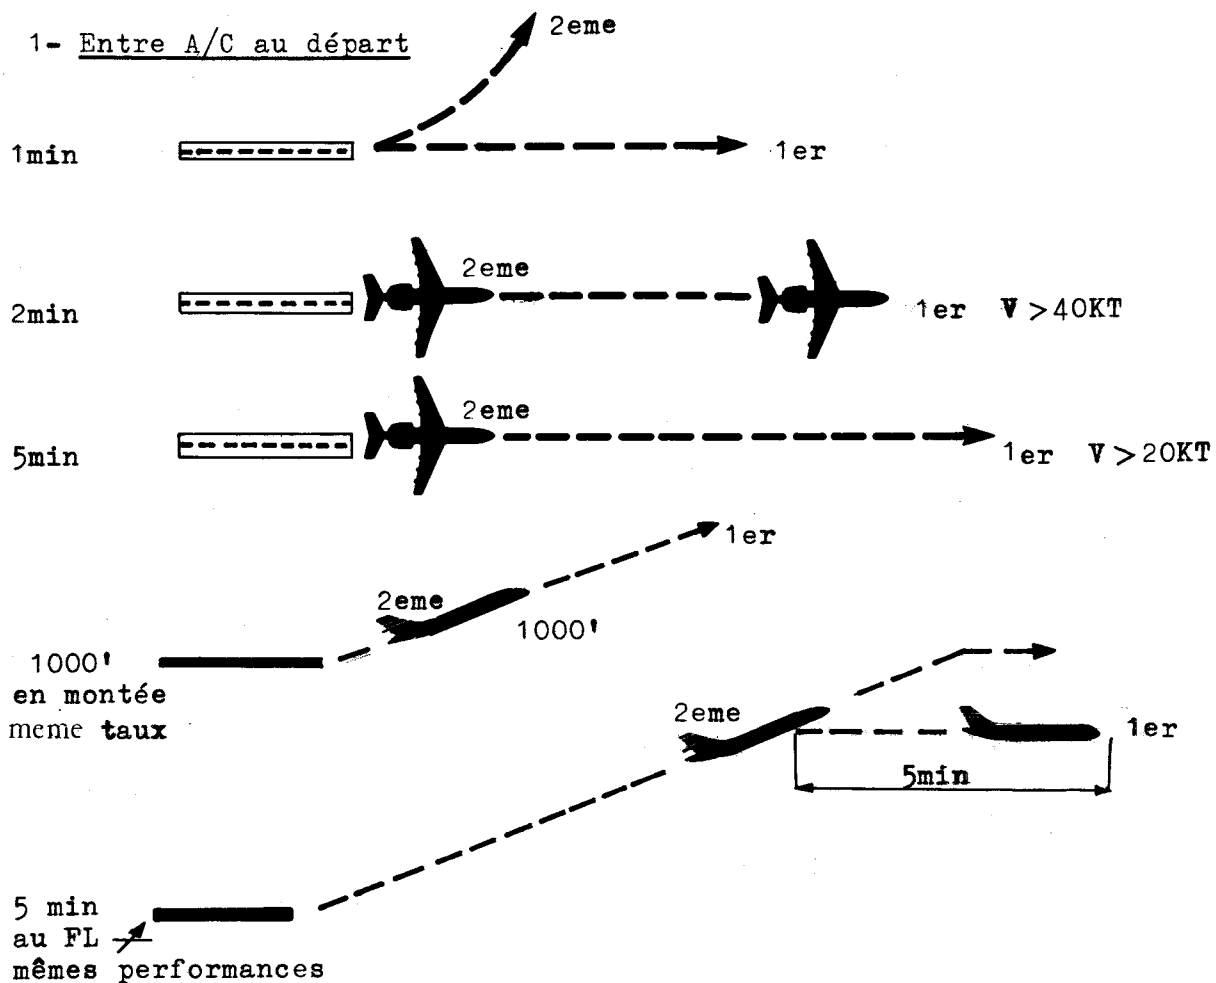 1- Entre A/C au départ
2eme
1min
1er
2eme
2min
1er V >40KT
2eme
5min
1er V >20KT
1er
2eme
1000'
1000'
en montée
meme taux
2eme
1er
5min
5 min
au FL
mêmes performances